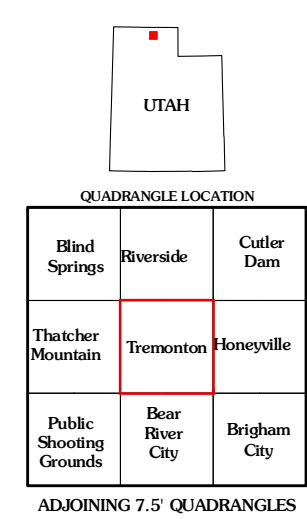 UTAH
QUADRANGLE LOCATION
Blind
Springs
Riverside
Cutler
Dam
Thatcher
Mountain
Tremonton
Honeyville
Public
Shooting
Grounds
Bear
River
City
Brigham
City
ADJOINING 7.5' QUADRANGLES